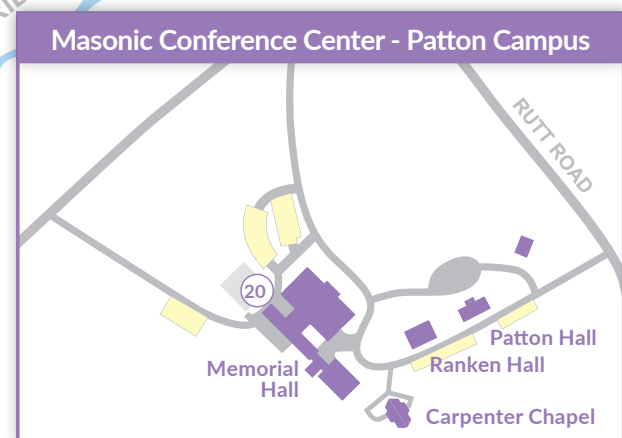 Masonic Conference Center - Patton Campus
RUTT ROAD
20
Patton Hall
Ranken Hall
Memorial
Hall
Carpenter Chapel